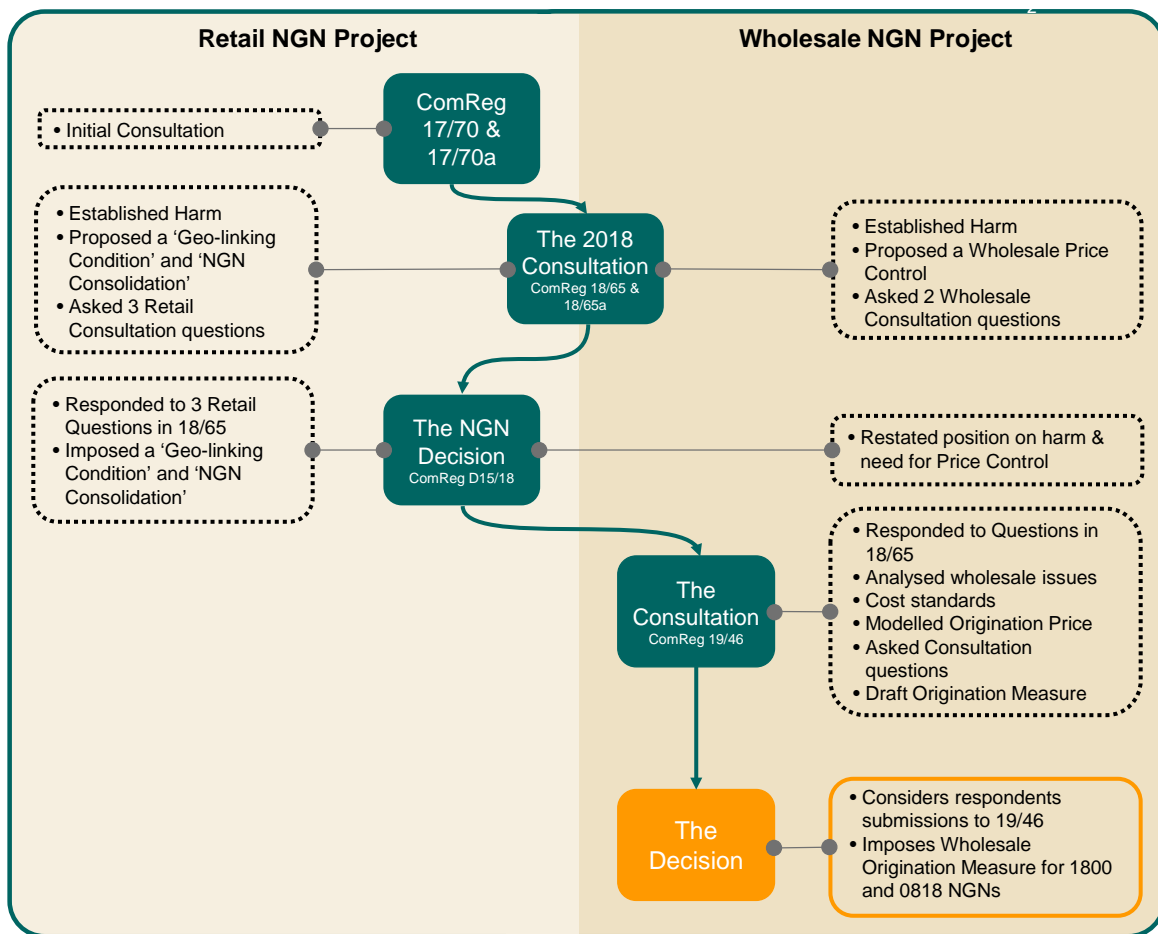 2
Retail NGN Project
Wholesale NGN Project
ComReg
17/70 &
17/70a
• Initial Consultation
• Established Harm
• Proposed a ‘Geo-linking
Condition’ and ‘NGN
Consolidation’
• Asked 3 Retail
Consultation questions
The 2018
Consultation
ComReg 18/65 &
18/65a
• Established Harm
• Proposed a Wholesale Price
Control
• Asked 2 Wholesale
Consultation questions
• Responded to 3 Retail
Questions in 18/65
• Imposed a ‘Geo-linking
Condition’ and ‘NGN
Consolidation’
The NGN
Decision
ComReg D15/18
• Restated position on harm &
need for Price Control
The
Consultation
ComReg 19/46
• Responded to Questions in
18/65
• Analysed wholesale issues
• Cost standards
• Modelled Origination Price
• Asked Consultation
questions
• Draft Origination Measure
The
Decision
• Considers respondents
submissions to 19/46
• Imposes Wholesale
Origination Measure for 1800
and 0818 NGNs